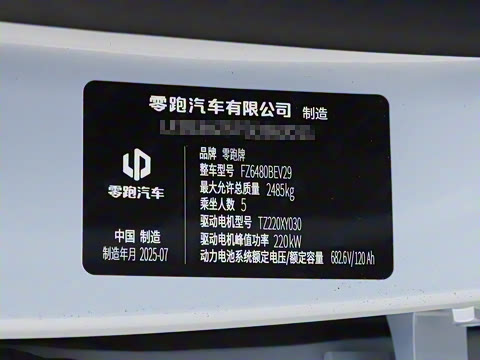 零跑汽车有限公司 制造
零跑汽车
中国 制造
制造年月 2025-07
品牌 零跑牌
整车型号 FZ6480BEV29
最大允许总质量 2485kg
乘坐人数 5
驱动电机型号 TZ220XY030
驱动电机峰值功率 220kW
动力电池系统额定电压/额定容量 682.6V/120Ah